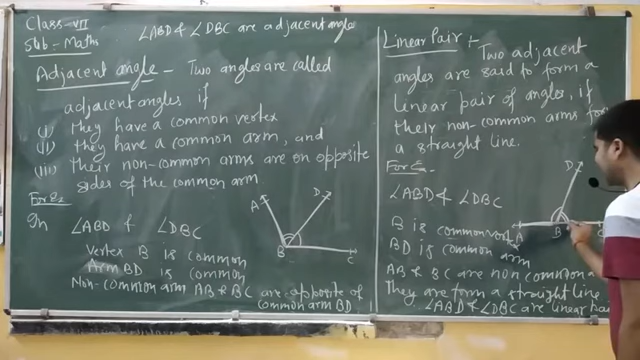 Class-VII
Sub-Maths
∠ABD & ∠DBC are adjacent angles
Adjacent angle - Two angles are called
adjacent angles if
(i) They have a common vertex
(ii) they have a common arm, and
(iii) their non-common arms are on opposite
sides of the common arm
For Ex
In ∠ABD & ∠DBC
Vertex B is common
Arm BD is common
Non-common arm AB & BC are opposite of
common arm BD
A
D
B
C
Linear Pair :- Two adjacent
angles are said to form a
linear pair of angles, if
their non-common arms form
a straight line.
For Ex
∠ABD & ∠DBC
B is common vertex
BD is common arm
AB & BC are non common a
They are form a straight line
∠ABD & ∠DBC are linear pair
D
A
B
C